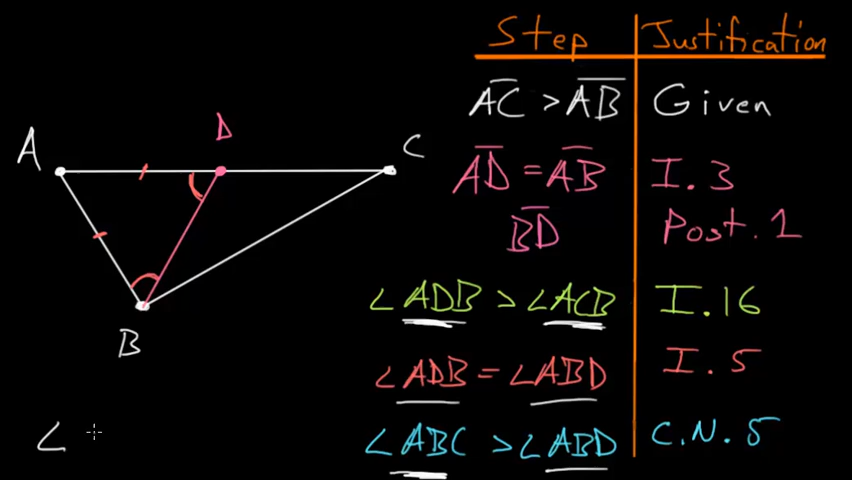 Step Justification
AC > AB Given
AD = AB I.3
BD Post. 1
∠ADB > ∠ACB I.16
∠ADB = ∠ABD I.5
∠ABC > ∠ABD C.N.5
A
D
C
B
∠